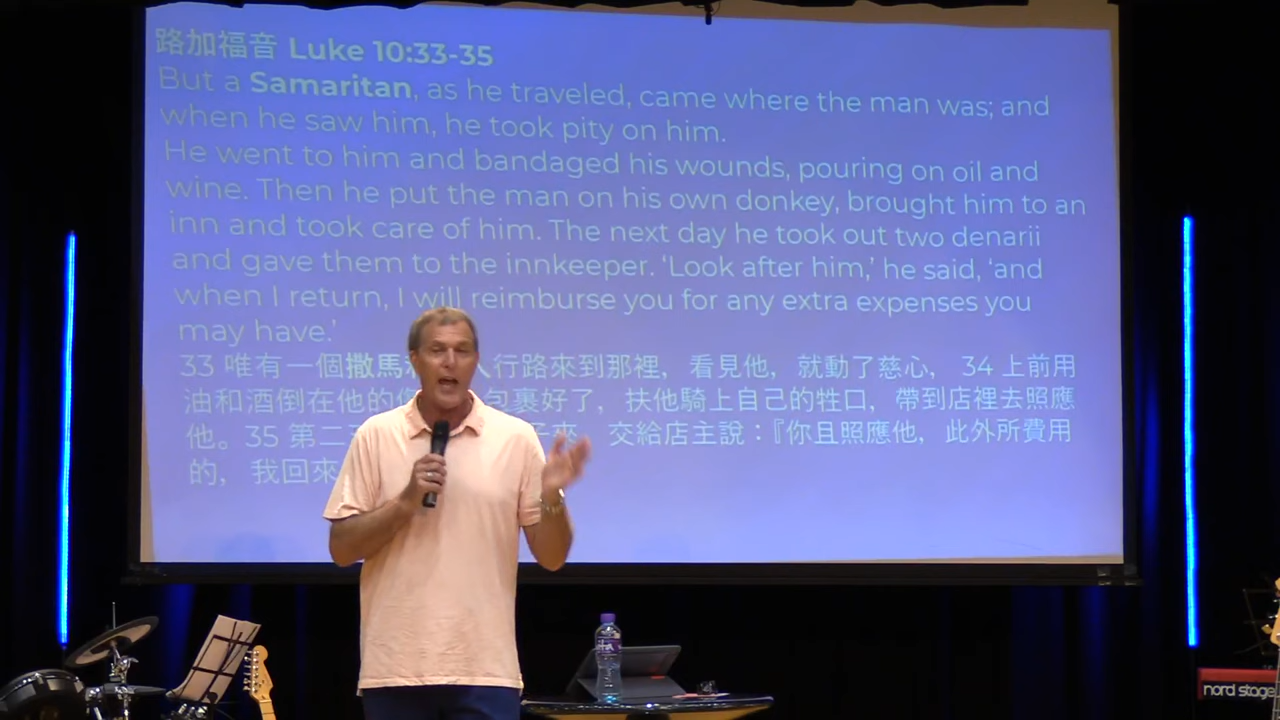 路加福音 Luke 10:33-35
But a Samaritan, as he traveled, came where the man was; and
when he saw him, he took pity on him.
He went to him and bandaged his wounds, pouring on oil and
wine. Then he put the man on his own donkey, brought him to an
inn and took care of him. The next day he took out two denarii
and gave them to the innkeeper. ‘Look after him,’ he said, ‘and
when I return, I will reimburse you for any extra expenses you
may have.’
33 唯有一個撒馬 人行路來到那裡，看見他，就動了慈心，34 上前用
油和酒倒在他的 包裹好了，扶他騎上自己的牲口，帶到店裡去照應
他。35 第二 子來，交給店主說：『你且照應他，此外所費用
的，我回來
nord stage